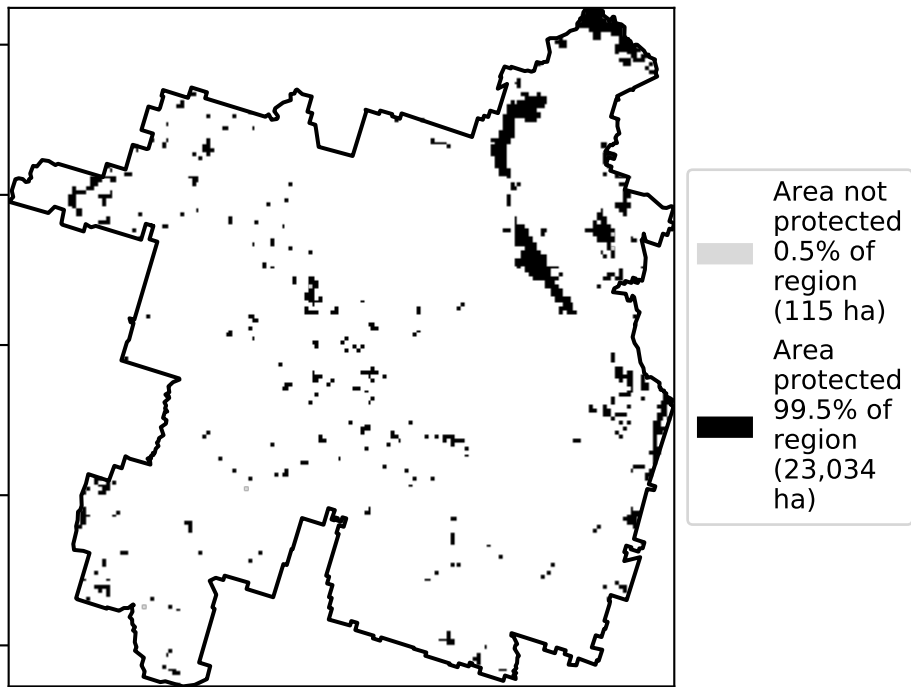 Area not
protected
0.5% of
region
(115 ha)
Area
protected
99.5% of
region
(23,034
ha)